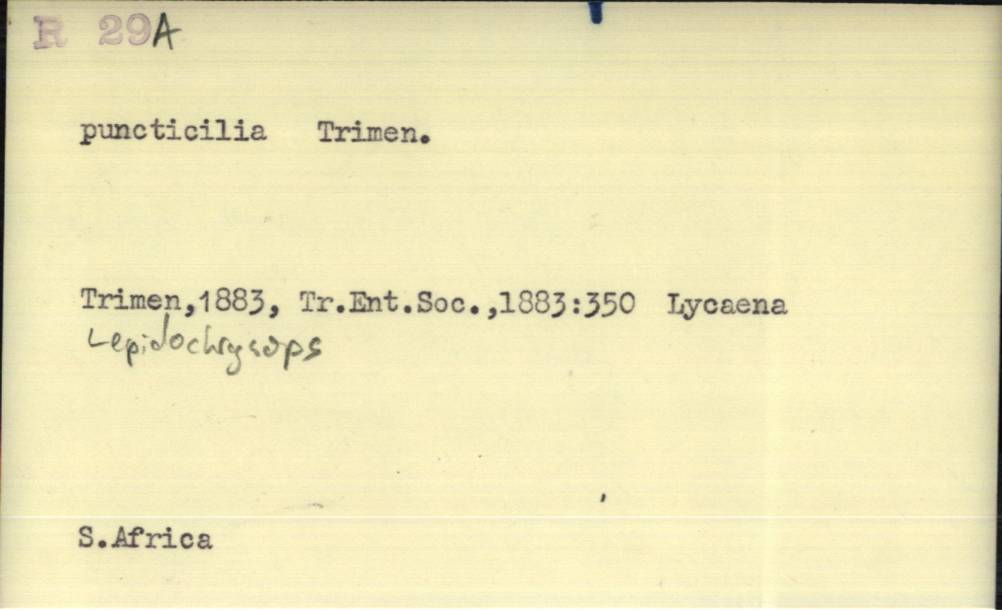 R 29A
puncticilia Trimen.
Trimen,1883, Tr.Ent.Soc.,1883:350 Lycaena
Lepidochrysops
S.Africa